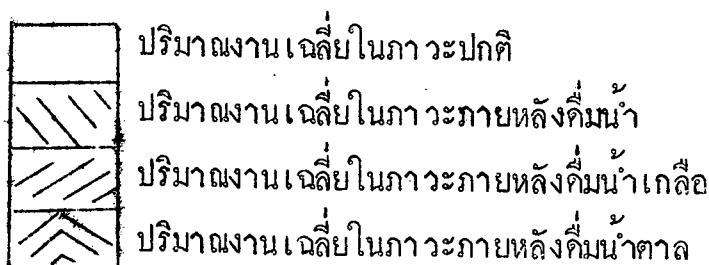 ปริมาณงานเฉลี่ยในภาวะปกติ
ปริมาณงานเฉลี่ยในภาวะภายหลังดื่มน้ำ
ปริมาณงานเฉลี่ยในภาวะภายหลังดื่มน้ำเกลือ
ปริมาณงานเฉลี่ยในภาวะภายหลังดื่มน้ำตาล